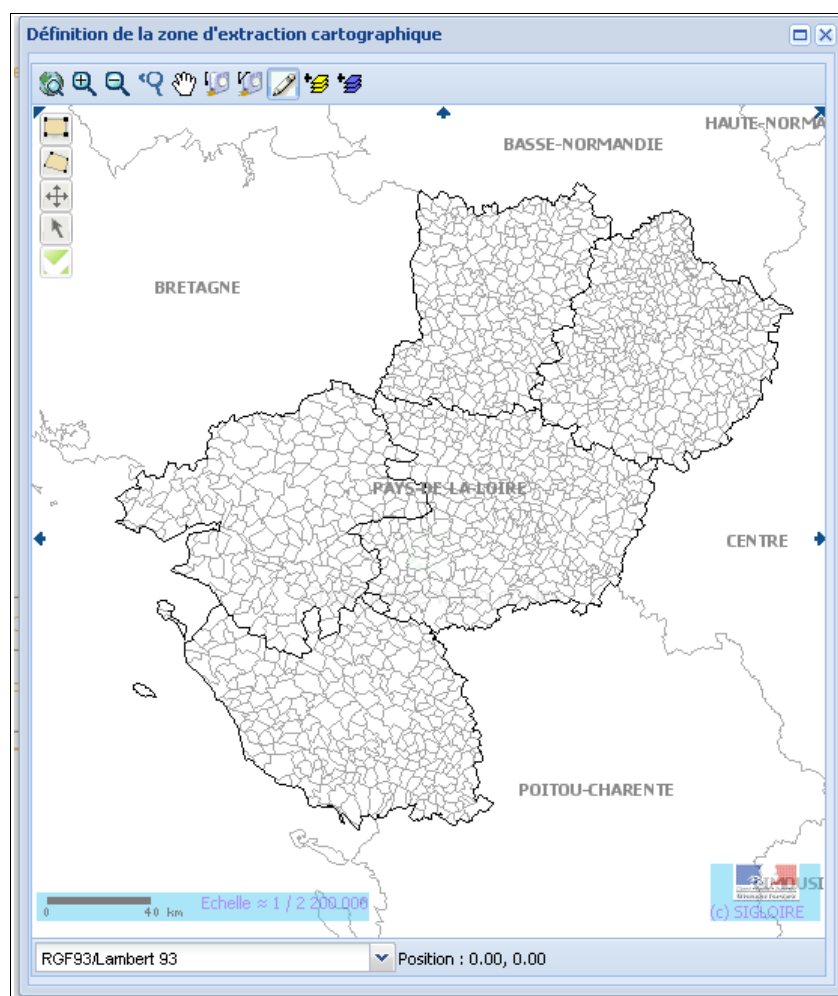 Définition de la zone d'extraction cartographique
HAUTE-NORMA
BASSE-NORMANDIE
BRETAGNE
PAYS-DE-LA-LOIRE
CENTRE
POITOU-CHARENTE
LIMOUSI
Echelle ≈ 1 / 2 200 006
0 40 km
(c) SIGLOIRE
RGF93/Lambert 93 Position : 0.00, 0.00